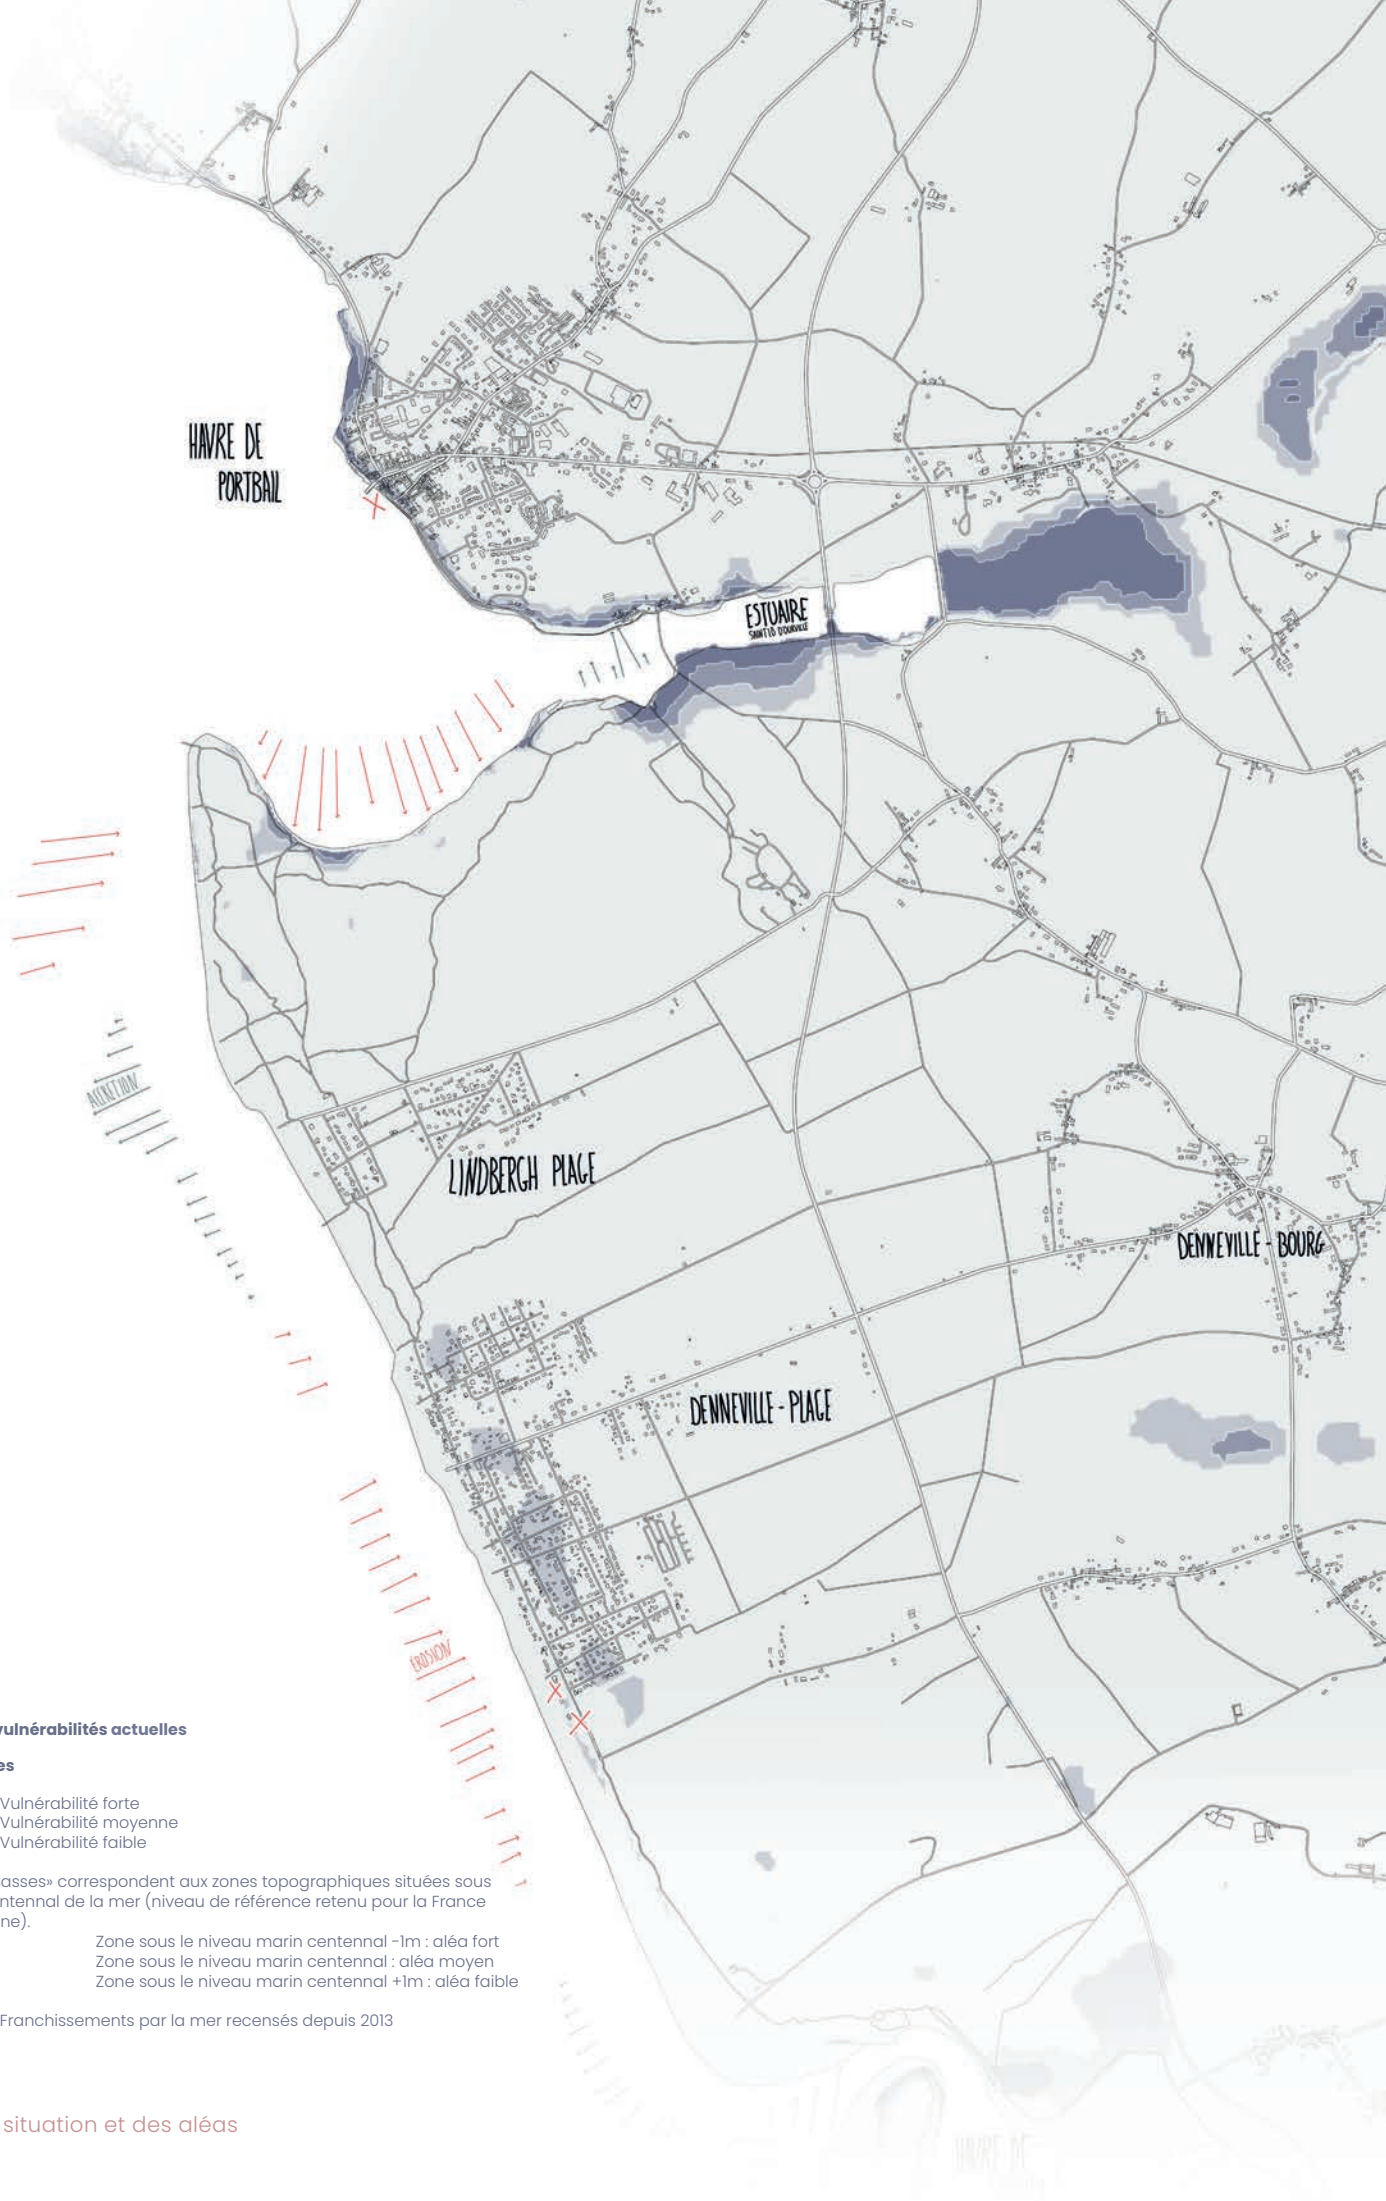 HAVRE DE
PORTBAIL
ESTUAIRE
SAINT LÔ D'OURVILLE
ACCRÉTION
LINDBERGH PLAGE
DENNEVILLE - BOURG
DENNEVILLE - PLAGE
ÉROSION
vulnérabilités actuelles
es
Vulnérabilité forte
Vulnérabilité moyenne
Vulnérabilité faible
asses» correspondent aux zones topographiques situées sous
ntennal de la mer (niveau de référence retenu pour la France
ne).
Zone sous le niveau marin centennal -1m : aléa fort
Zone sous le niveau marin centennal : aléa moyen
Zone sous le niveau marin centennal +1m : aléa faible
Franchissements par la mer recensés depuis 2013
situation et des aléas
HAVRE DE